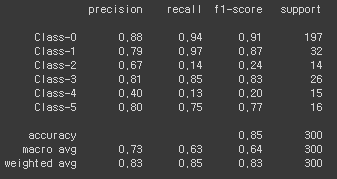 precision recall f1-score support
Class-0 0.88 0.94 0.91 197
Class-1 0.79 0.97 0.87 32
Class-2 0.67 0.14 0.24 14
Class-3 0.81 0.85 0.83 26
Class-4 0.40 0.13 0.20 15
Class-5 0.80 0.75 0.77 16
accuracy 0.85 300
macro avg 0.73 0.63 0.64 300
weighted avg 0.83 0.85 0.83 300